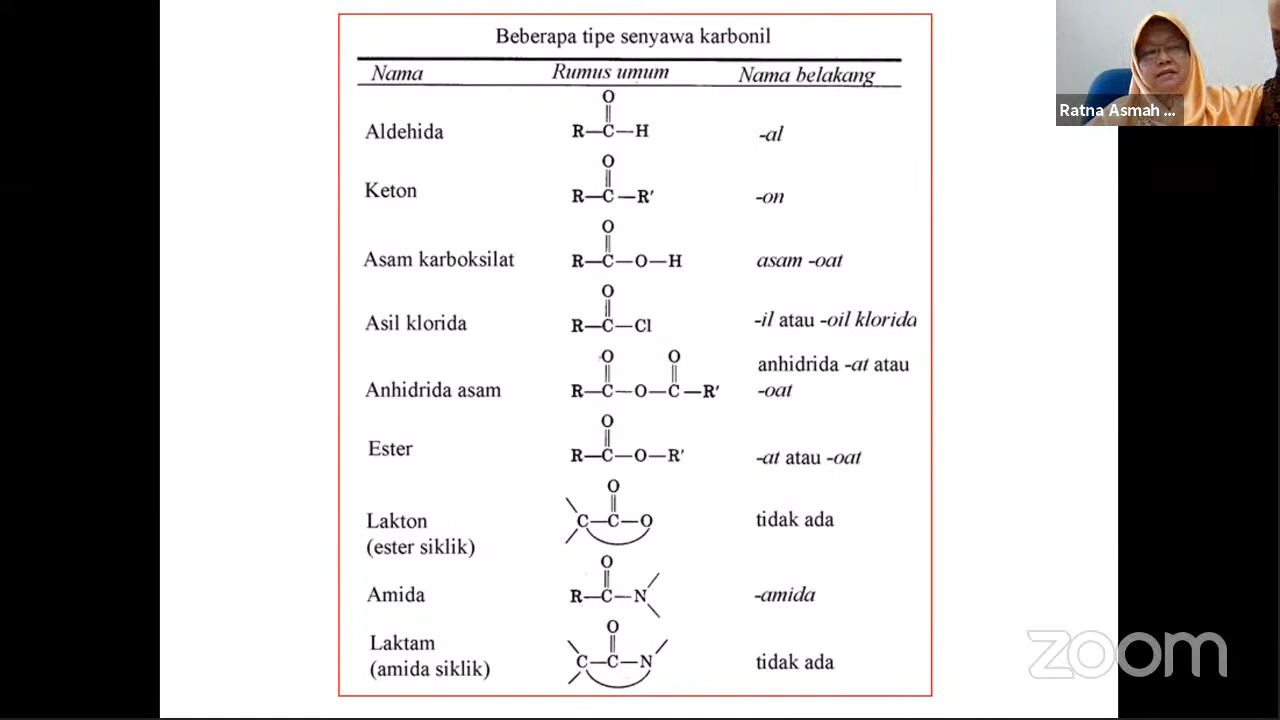 Beberapa tipe senyawa karbonil
Nama Rumus umum Nama belakang
O
Aldehida R—C—H -al
O
Keton R—C—R′ -on
O
Asam karboksilat R—C—O—H asam -oat
O
Asil klorida R—C—Cl -il atau -oil klorida
O O anhidrida -at atau
Anhidrida asam R—C—O—C—R′ -oat
O
Ester R—C—O—R′ -at atau -oat
O
Lakton C—C—O tidak ada
(ester siklik)
O
Amida R—C—N -amida
O
Laktam
(amida siklik) C—C—N tidak ada
Ratna Asmah ...
zoom